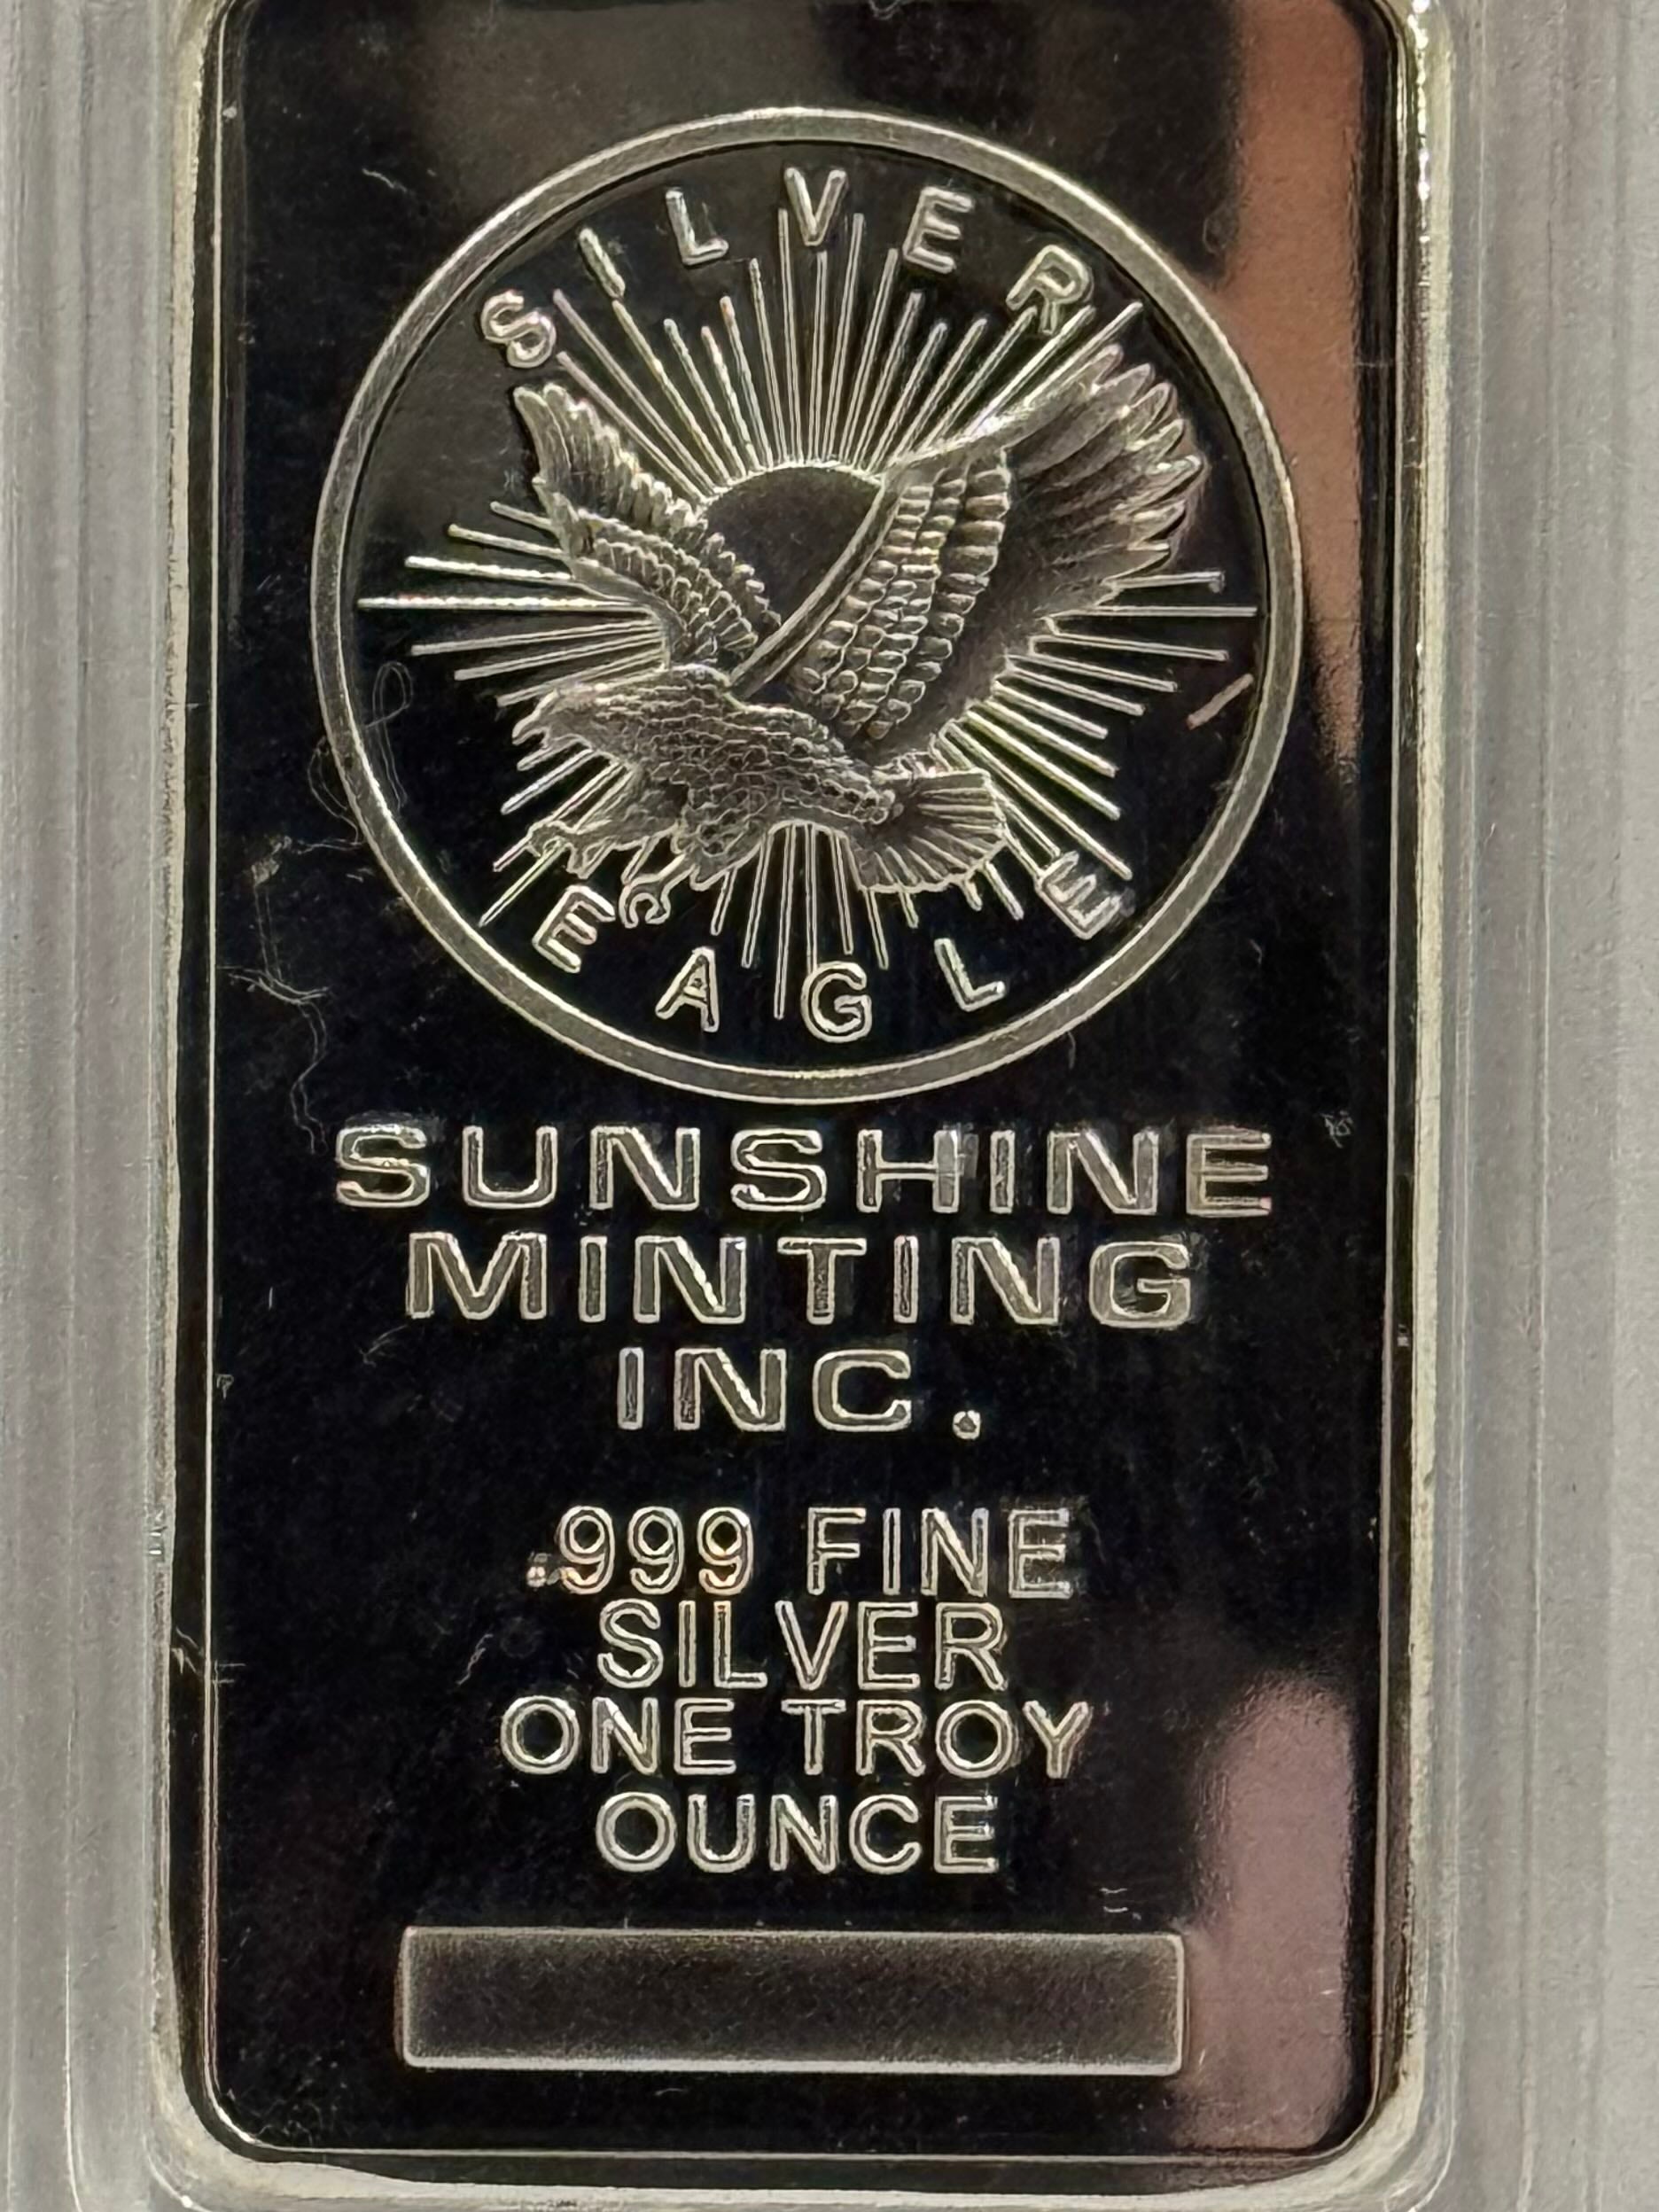 SILVER
EAGLE
SUNSHINE
MINTING
INC.
.999 FINE
SILVER
ONE TROY
OUNCE